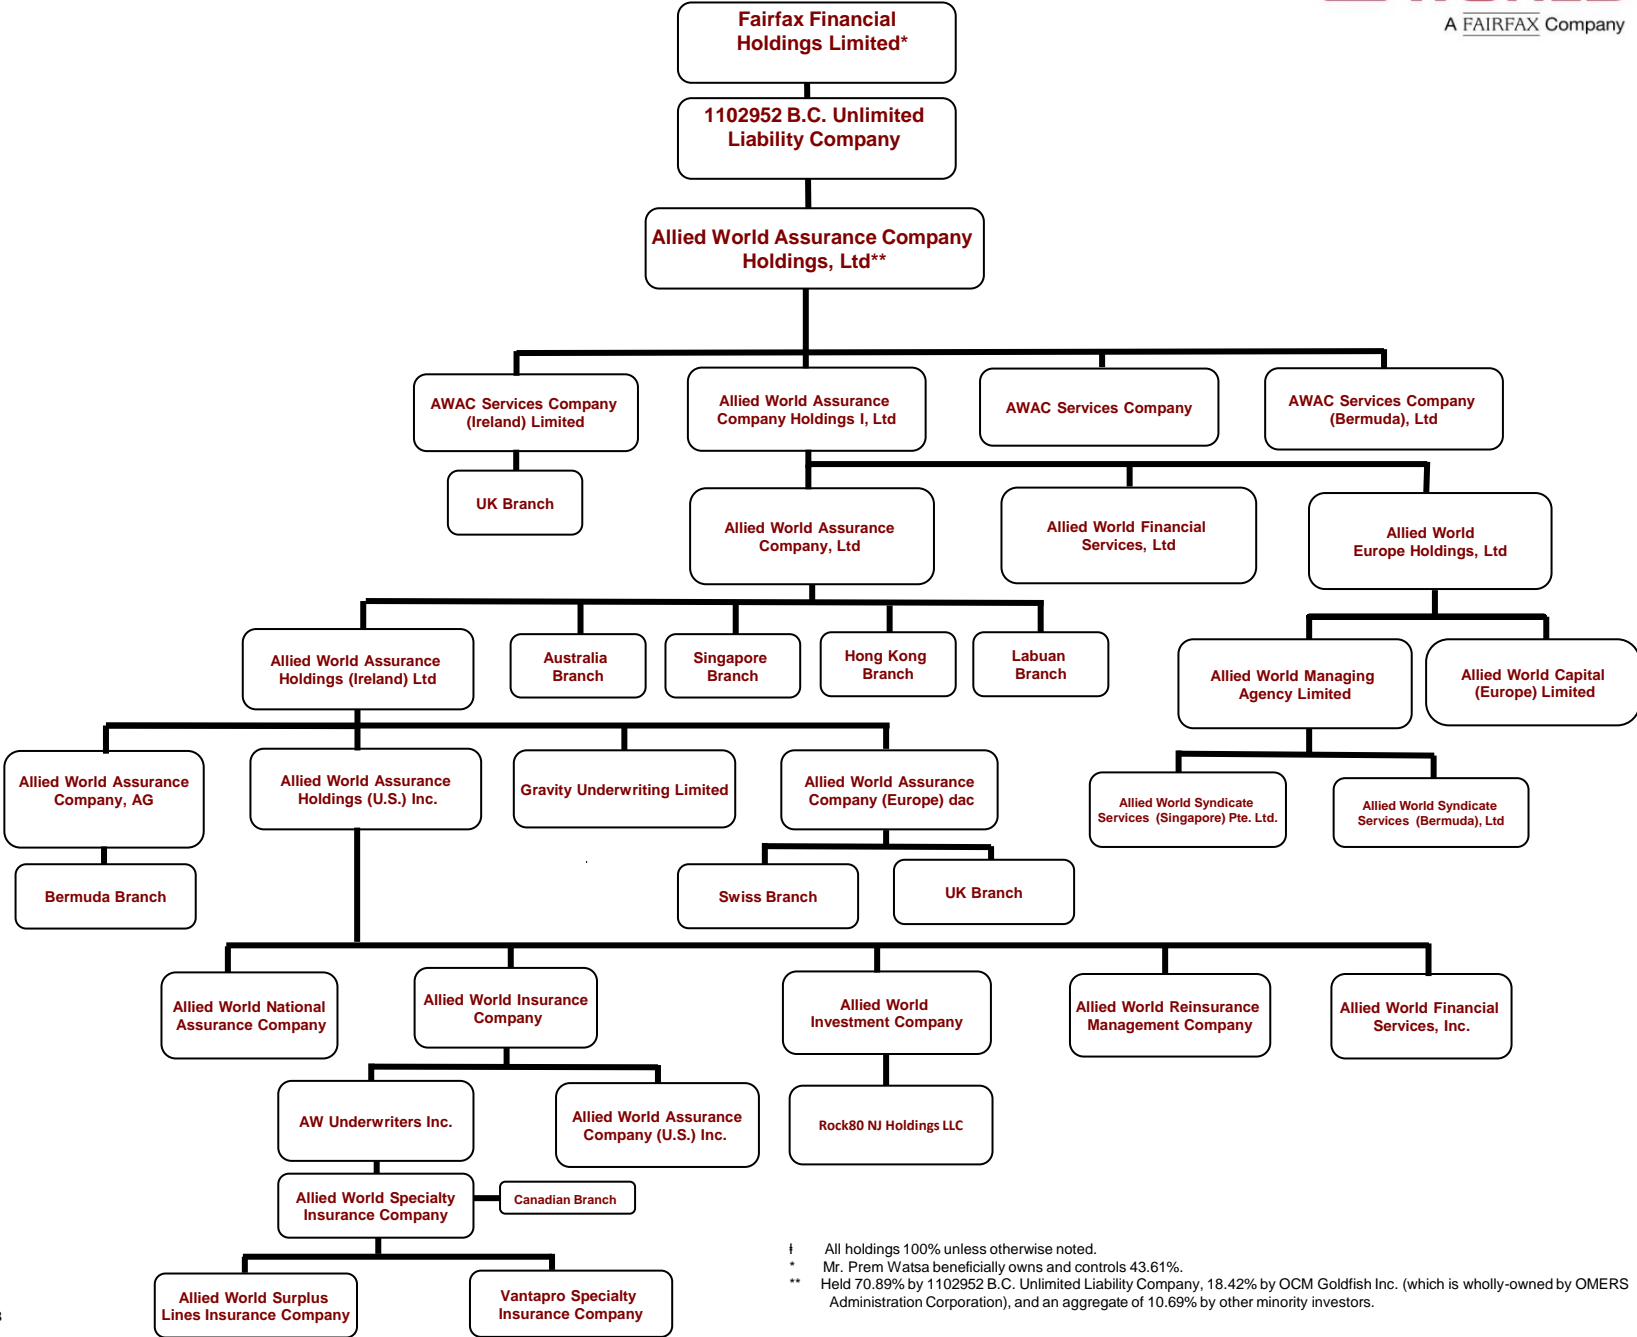 A FAIRFAX Company
Fairfax Financial
Holdings Limited*
1102952 B.C. Unlimited
Liability Company
Allied World Assurance Company
Holdings, Ltd**
AWAC Services Company
(Ireland) Limited
Allied World Assurance
Company Holdings I, Ltd
AWAC Services Company
AWAC Services Company
(Bermuda), Ltd
UK Branch
Allied World Assurance
Company, Ltd
Allied World Financial
Services, Ltd
Allied World
Europe Holdings, Ltd
Allied World Assurance
Holdings (Ireland) Ltd
Australia
Branch
Singapore
Branch
Hong Kong
Branch
Labuan
Branch
Allied World Managing
Agency Limited
Allied World Capital
(Europe) Limited
Allied World Assurance
Company, AG
Allied World Assurance
Holdings (U.S.) Inc.
Gravity Underwriting Limited
Allied World Assurance
Company (Europe) dac
Allied World Syndicate
Services (Singapore) Pte. Ltd.
Allied World Syndicate
Services (Bermuda), Ltd
Bermuda Branch
Swiss Branch
UK Branch
Allied World National
Assurance Company
Allied World Insurance
Company
Allied World
Investment Company
Allied World Reinsurance
Management Company
Allied World Financial
Services, Inc.
AW Underwriters Inc.
Allied World Assurance
Company (U.S.) Inc.
Rock80 NJ Holdings LLC
Allied World Specialty
Insurance Company
Canadian Branch
Allied World Surplus
Lines Insurance Company
Vantapro Specialty
Insurance Company
ƚ All holdings 100% unless otherwise noted.
* Mr. Prem Watsa beneficially owns and controls 43.61%.
** Held 70.89% by 1102952 B.C. Unlimited Liability Company, 18.42% by OCM Goldfish Inc. (which is wholly-owned by OMERS
Administration Corporation), and an aggregate of 10.69% by other minority investors.